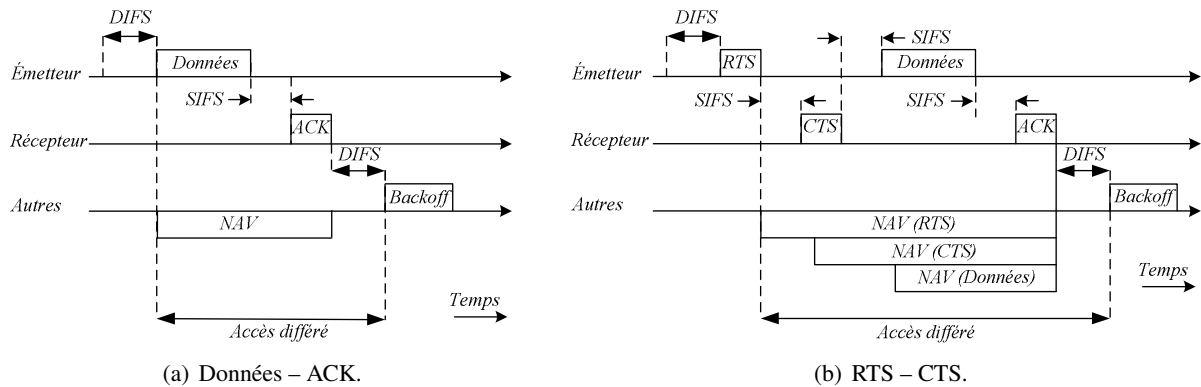 DIFS
Émetteur
Données
SIFS
Récepteur
ACK
DIFS
Autres
Backoff
NAV
Temps
Accès différé
(a) Données – ACK.
DIFS
SIFS
Émetteur
RTS
Données
SIFS
SIFS
Récepteur
CTS
ACK
DIFS
Autres
Backoff
NAV (RTS)
NAV (CTS)
NAV (Données)
Temps
Accès différé
(b) RTS – CTS.